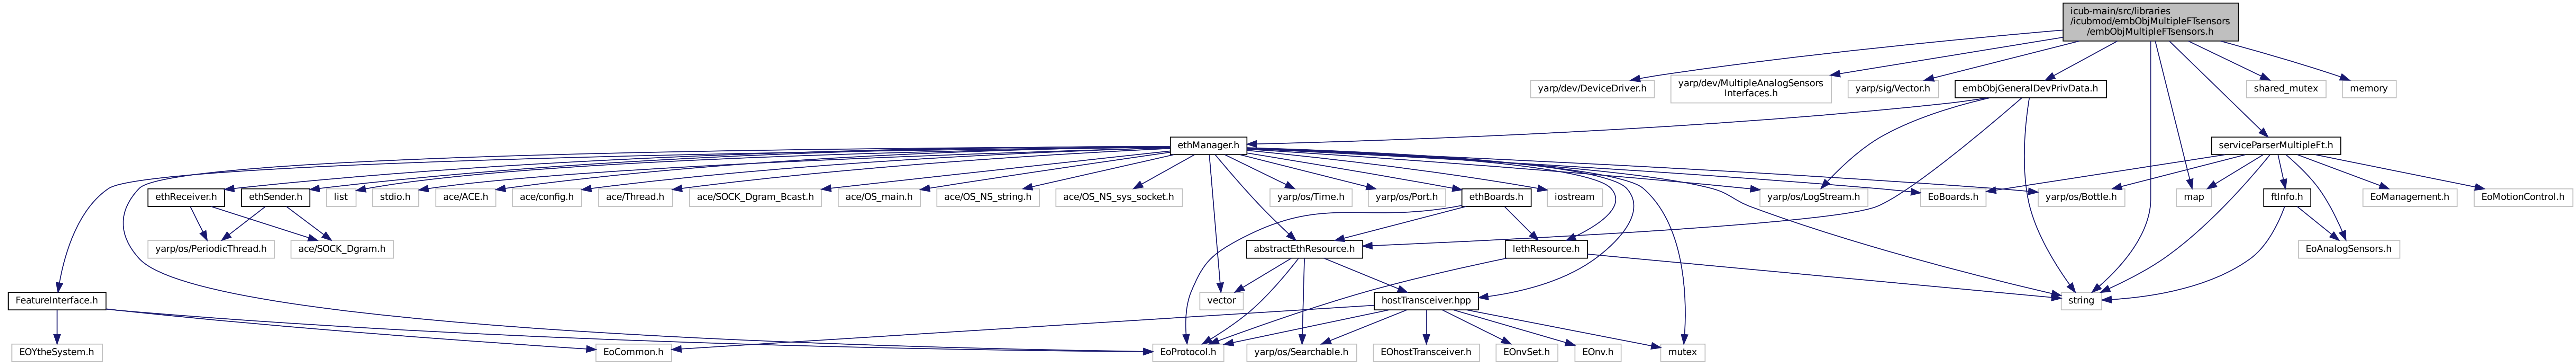 icub-main/src/libraries
/icubmod/embObjMultipleFTsensors
/embObjMultipleFTsensors.h
yarp/dev/DeviceDriver.h
yarp/dev/MultipleAnalogSensors
Interfaces.h
yarp/sig/Vector.h
embObjGeneralDevPrivData.h
shared_mutex
memory
ethManager.h
serviceParserMultipleFt.h
ethReceiver.h
ethSender.h
list
stdio.h
ace/ACE.h
ace/config.h
ace/Thread.h
ace/SOCK_Dgram_Bcast.h
ace/OS_main.h
ace/OS_NS_string.h
ace/OS_NS_sys_socket.h
yarp/os/Time.h
yarp/os/Port.h
ethBoards.h
iostream
yarp/os/LogStream.h
EoBoards.h
yarp/os/Bottle.h
map
ftInfo.h
EoManagement.h
EoMotionControl.h
yarp/os/PeriodicThread.h
ace/SOCK_Dgram.h
abstractEthResource.h
IethResource.h
EoAnalogSensors.h
FeatureInterface.h
vector
hostTransceiver.hpp
string
EOYtheSystem.h
EoCommon.h
EoProtocol.h
yarp/os/Searchable.h
EOhostTransceiver.h
EOnvSet.h
EOnv.h
mutex